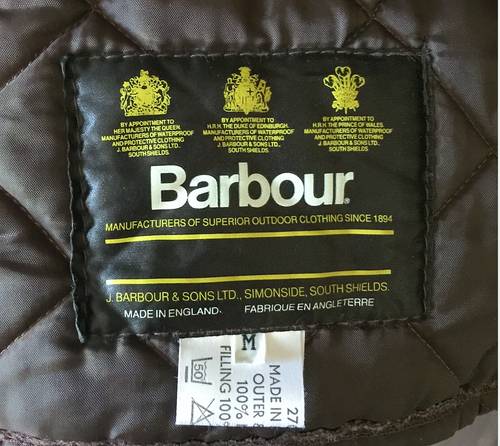 BY APPOINTMENT TO
HER MAJESTY THE QUEEN
MANUFACTURERS OF WATERPROOF
AND PROTECTIVE CLOTHING
J. BARBOUR & SONS LTD.,
SOUTH SHIELDS
BY APPOINTMENT TO
H.R.H. THE DUKE OF EDINBURGH.
MANUFACTURERS OF WATERPROOF
AND PROTECTIVE CLOTHING
J. BARBOUR & SONS LTD.,
SOUTH SHIELDS.
BY APPOINTMENT TO
H.R.H. THE PRINCE OF WALES.
MANUFACTURERS OF WATERPROOF
AND PROTECTIVE CLOTHING
J. BARBOUR & SONS LTD.,
SOUTH SHIELDS.
Barbour®
MANUFACTURERS OF SUPERIOR OUTDOOR CLOTHING SINCE 1894
J. BARBOUR & SONS LTD., SIMONSIDE, SOUTH SHIELDS.
MADE IN ENGLAND. FABRIQUE EN ANGLETERRE
M
27
MADE IN
OUTER &
100%
FILLING 100%
50